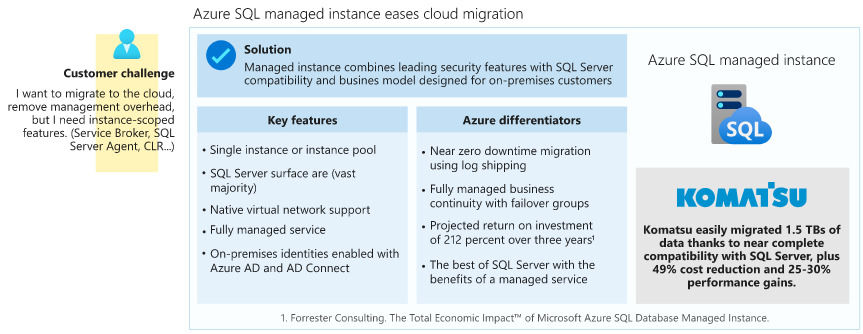 Azure SQL managed instance eases cloud migration
Customer challenge
I want to migrate to the cloud,
remove management overhead,
but I need instance-scoped
features. (Service Broker, SQL
Server Agent, CLR...)
Solution
Managed instance combines leading security features with SQL Server
compatibility and busines model designed for on-premises customers
Key features
• Single instance or instance pool
• SQL Server surface are (vast
majority)
• Native virtual network support
• Fully managed service
• On-premises identities enabled with
Azure AD and AD Connect
Azure differentiators
• Near zero downtime migration
using log shipping
• Fully managed business
continuity with failover groups
• Projected return on investment
of 212 percent over three years¹
• The best of SQL Server with the
benefits of a managed service
Azure SQL managed instance
SQL
KOMATSU
Komatsu easily migrated 1.5 TBs of
data thanks to near complete
compatibility with SQL Server, plus
49% cost reduction and 25-30%
performance gains.
1. Forrester Consulting. The Total Economic Impact™ of Microsoft Azure SQL Database Managed Instance.